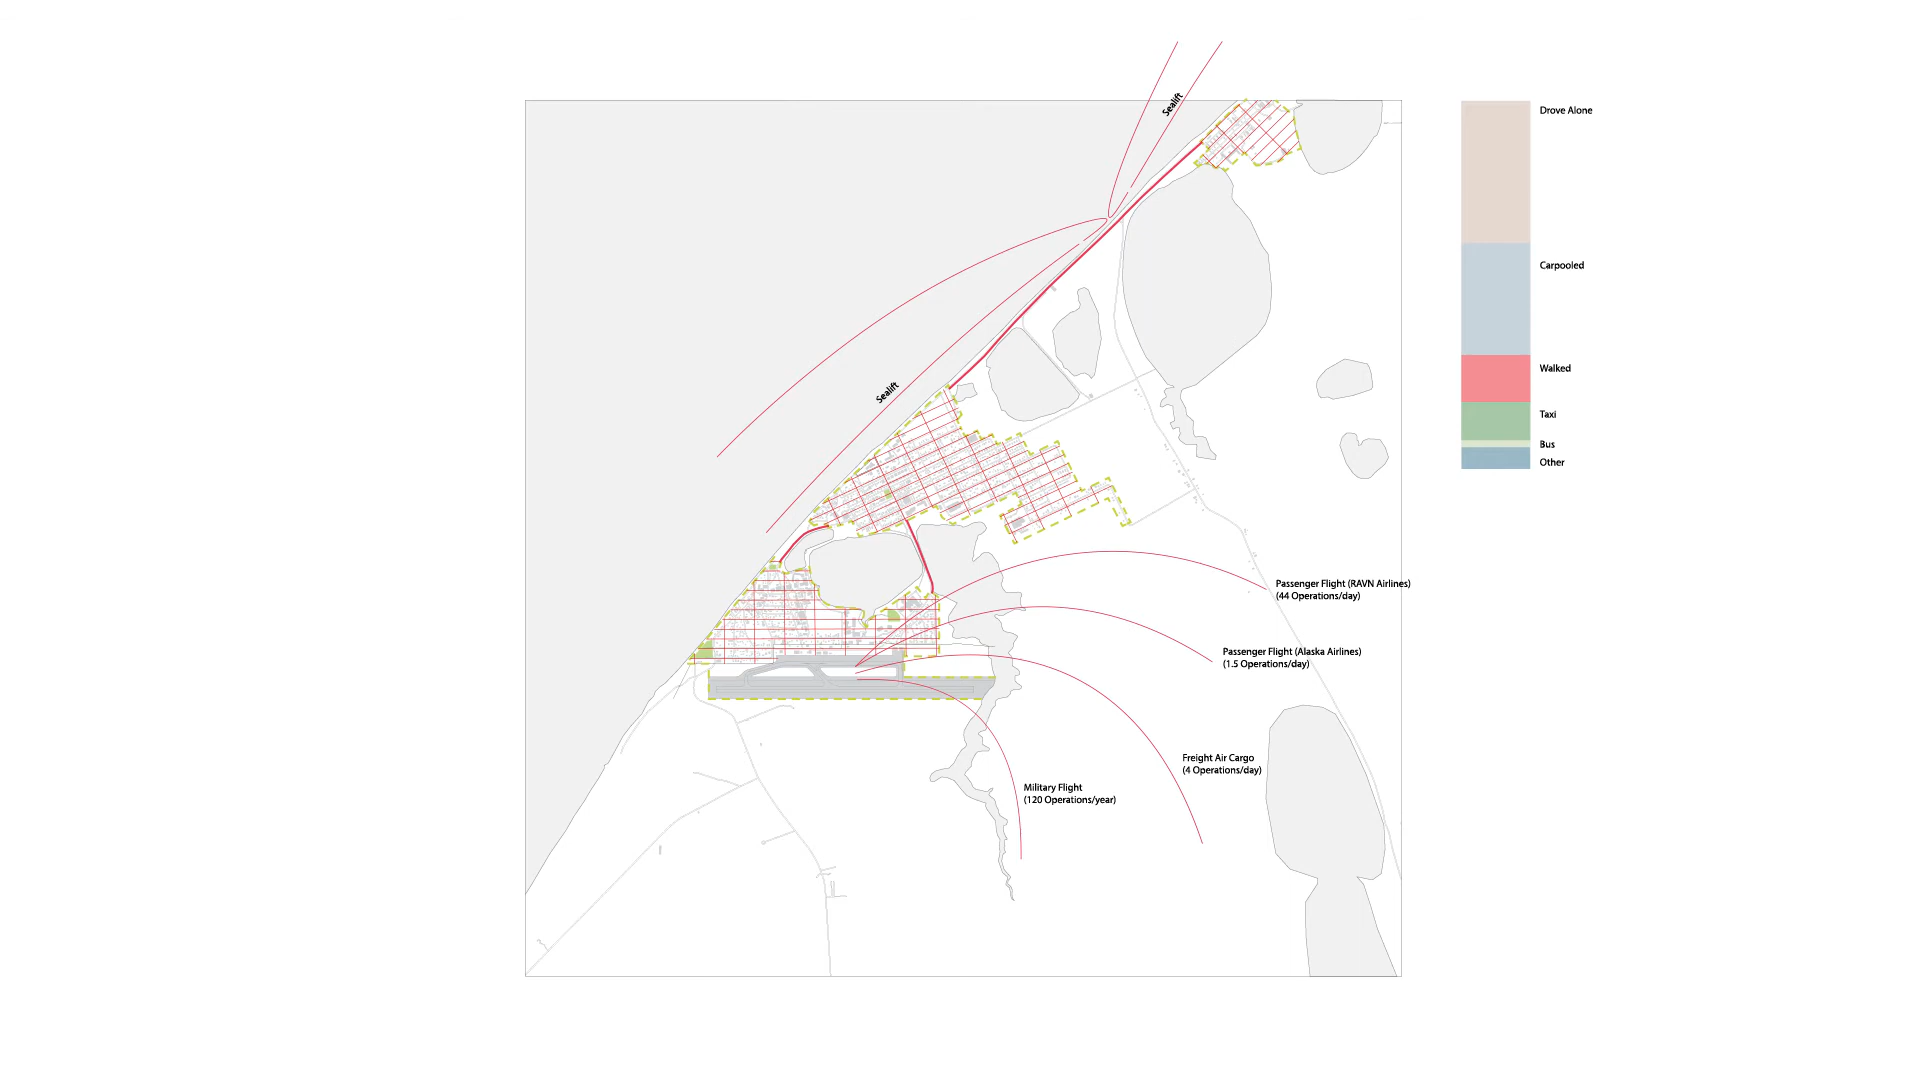 Sealift
Drove Alone
Carpooled
Walked
Taxi
Bus
Other
Sealift
Passenger Flight (RAVN Airlines)
(44 Operations/day)
Passenger Flight (Alaska Airlines)
(1.5 Operations/day)
Freight Air Cargo
(4 Operations/day)
Military Flight
(120 Operations/year)